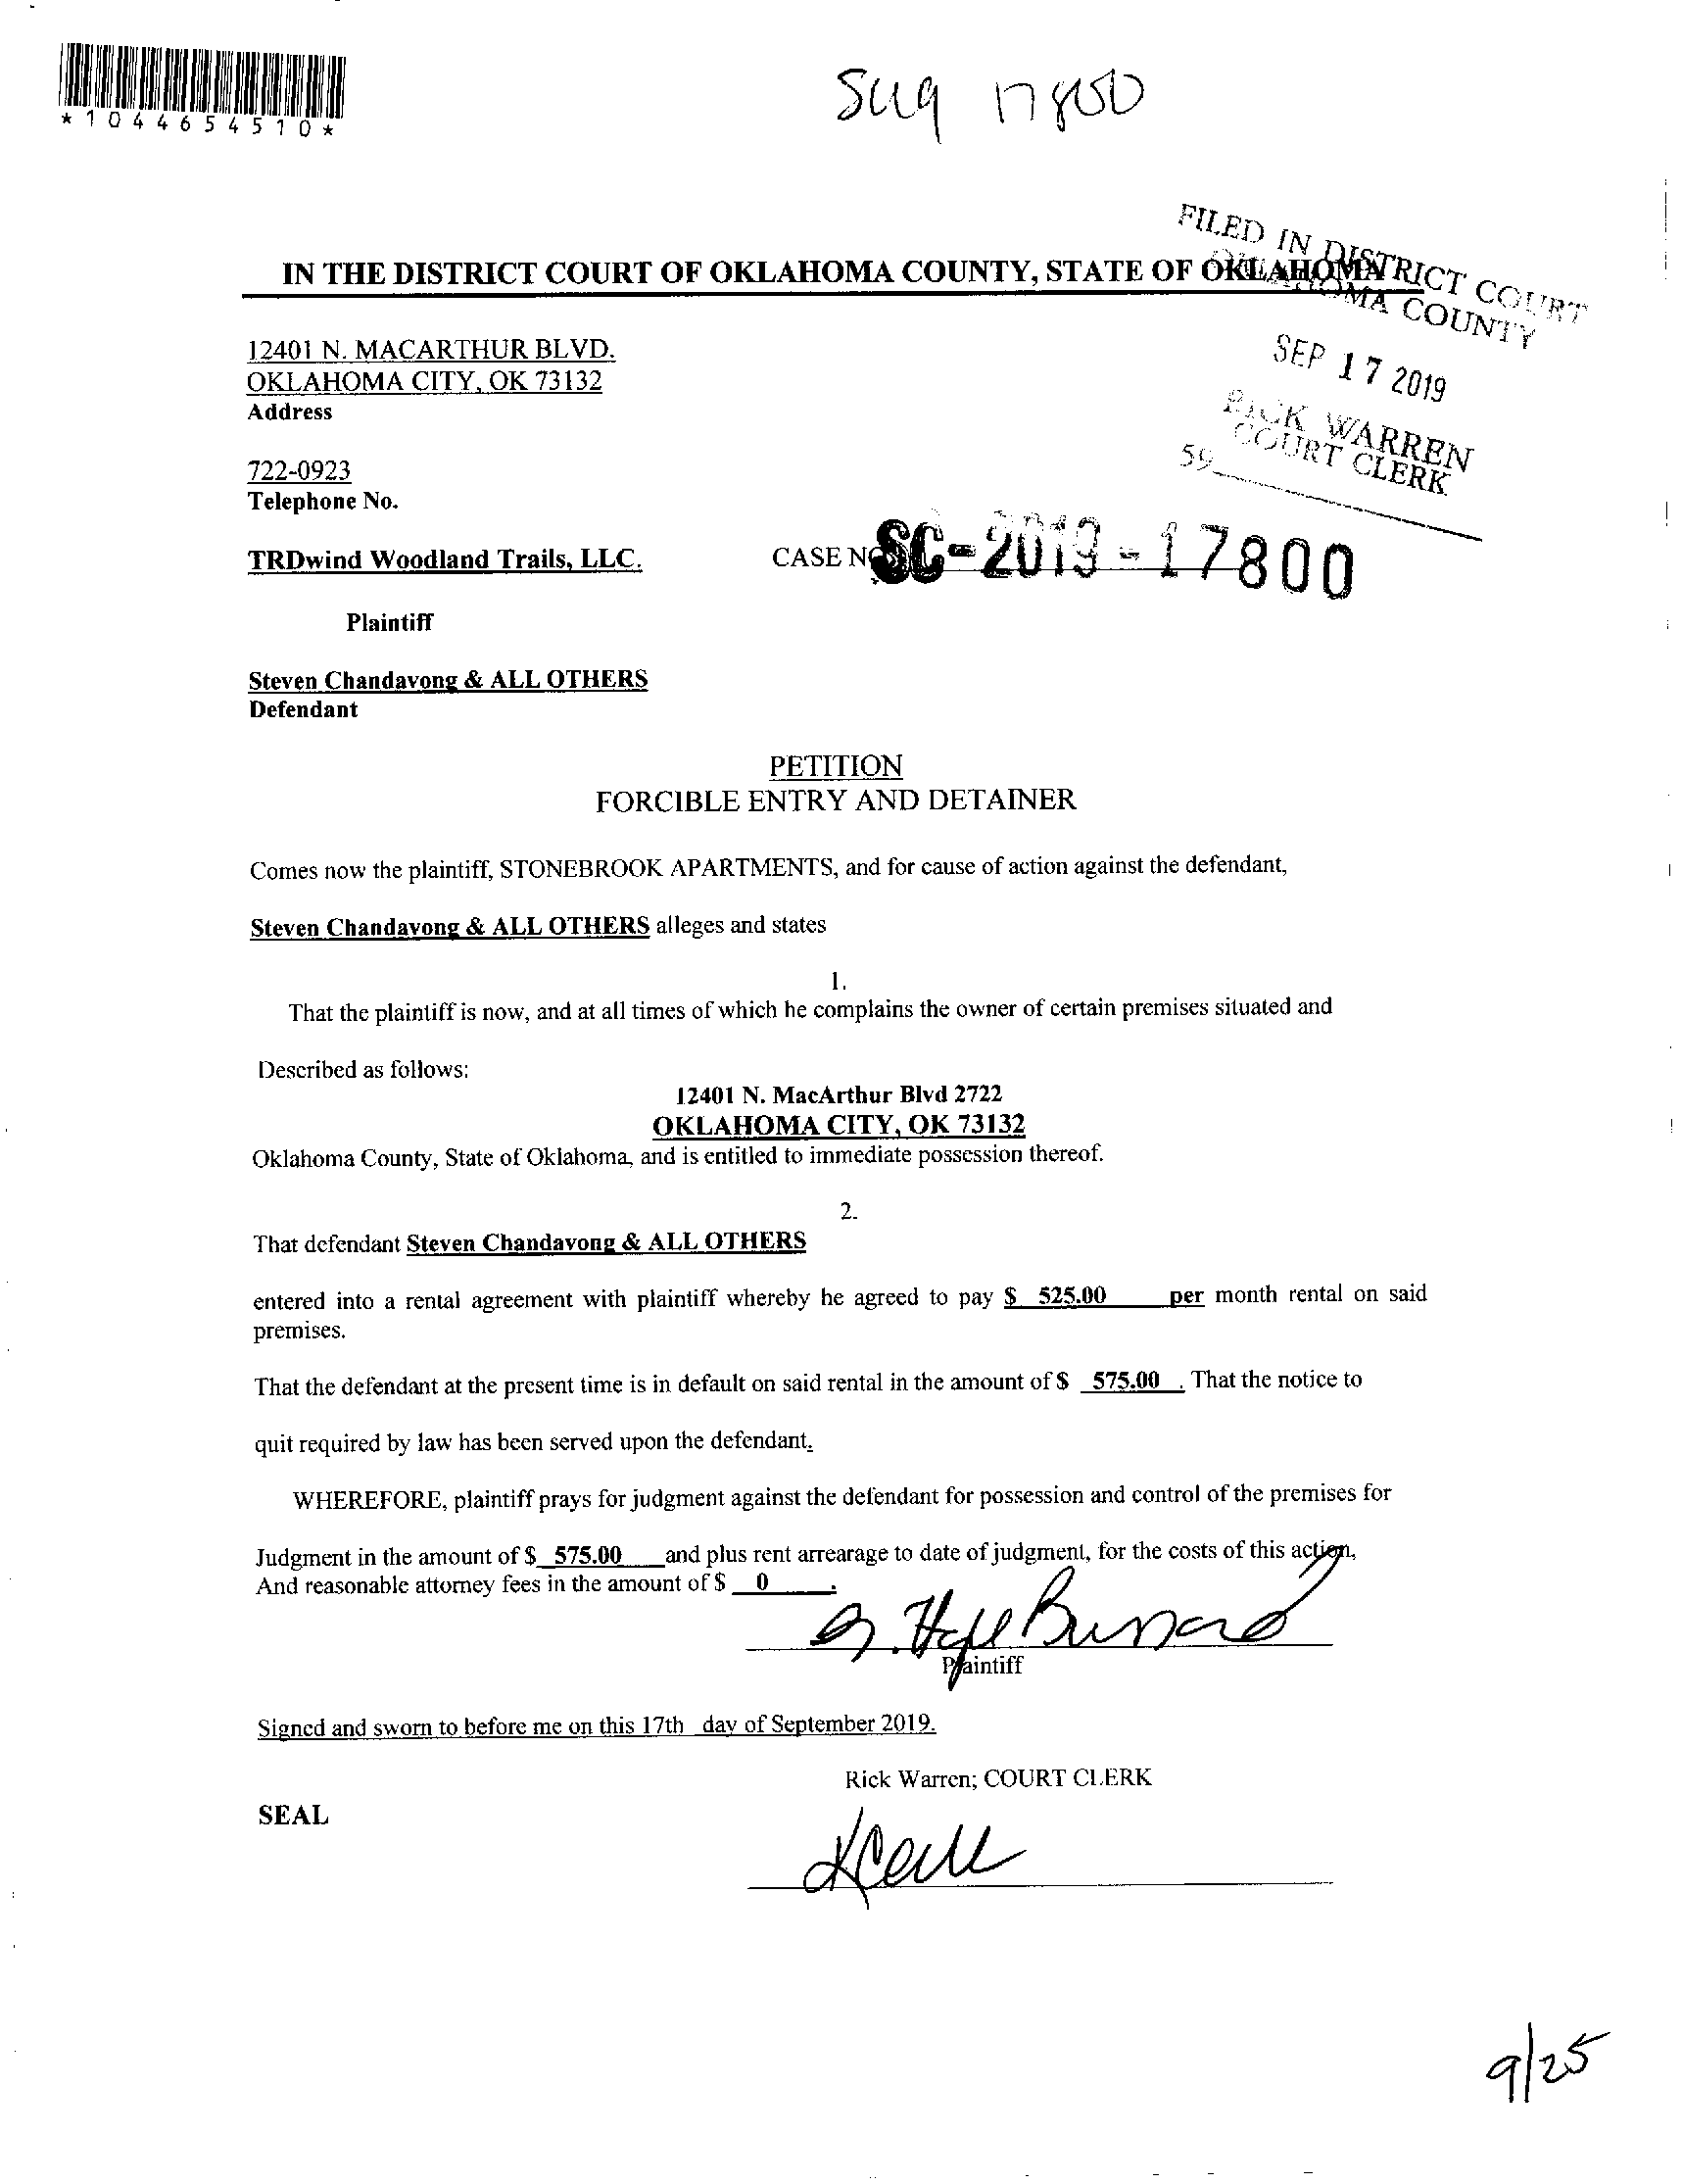 *1044654510*
FILED IN DISTRICT COURT
OKLAHOMA COUNTY
IN THE DISTRICT COURT OF OKLAHOMA COUNTY, STATE OF OKLAHOMA
SEP 17 2019
RICK WARREN
COURT CLERK
59
12401 N. MACARTHUR BLVD.
OKLAHOMA CITY, OK 73132
Address
722-0923
Telephone No.
TRDwind Woodland Trails, LLC.
CASE NO SC-2019-17800
Plaintiff
Steven Chandavong & ALL OTHERS
Defendant
PETITION
FORCIBLE ENTRY AND DETAINER
Comes now the plaintiff, STONEBROOK APARTMENTS, and for cause of action against the defendant,
Steven Chandavong & ALL OTHERS alleges and states
1.
That the plaintiff is now, and at all times of which he complains the owner of certain premises situated and
Described as follows:
12401 N. MacArthur Blvd 2722
OKLAHOMA CITY, OK 73132
Oklahoma County, State of Oklahoma, and is entitled to immediate possession thereof.
2.
That defendant Steven Chandavong & ALL OTHERS
entered into a rental agreement with plaintiff whereby he agreed to pay $ 525.00 per month rental on said
premises.
That the defendant at the present time is in default on said rental in the amount of $ 575.00 . That the notice to
quit required by law has been served upon the defendant.
WHEREFORE, plaintiff prays for judgment against the defendant for possession and control of the premises for
Judgment in the amount of $ 575.00 and plus rent arrearage to date of judgment, for the costs of this action,
And reasonable attorney fees in the amount of $ 0 .
Plaintiff
Signed and sworn to before me on this 17th day of September 2019.
Rick Warren; COURT CLERK
SEAL
9/25